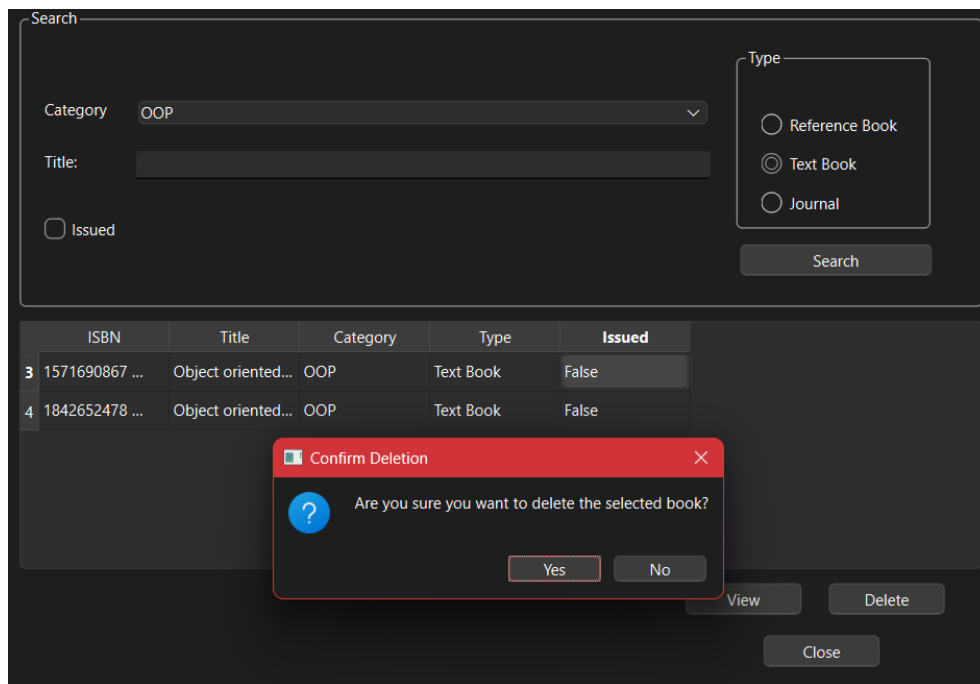 Search
Type
Category OOP
Reference Book
Title:
Text Book
Journal
Issued
Search
ISBN Title Category Type Issued
3 1571690867 ... Object oriented... OOP Text Book False
4 1842652478 ... Object oriented... OOP Text Book False
Confirm Deletion
Are you sure you want to delete the selected book?
Yes No
View Delete
Close